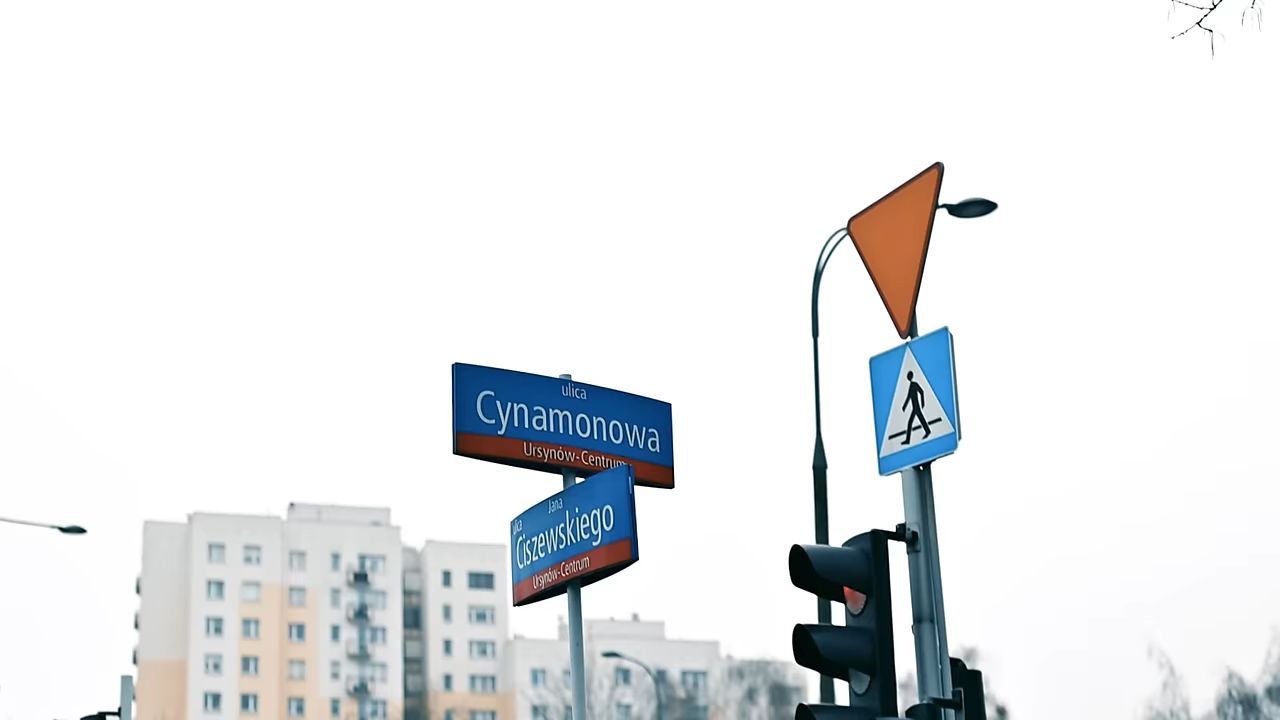 ulica
Cynamonowa
Ursynów-Centrum
ulica Jana
Ciszewskiego
Ursynów-Centrum